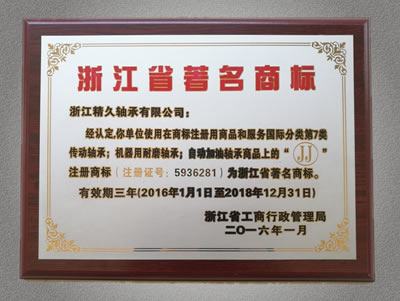 浙江省著名商标
浙江精久轴承有限公司:
经认定,你单位使用在商标注册用商品和服务国际分类第7类
传动轴承;机器用耐磨轴承;自动加油轴承商品上的“JJ”
注册商标(注册证号:5936281)为浙江省著名商标。
有效期三年(2016年1月1日至2018年12月31日)
浙江省工商行政管理局
二〇一六年一月